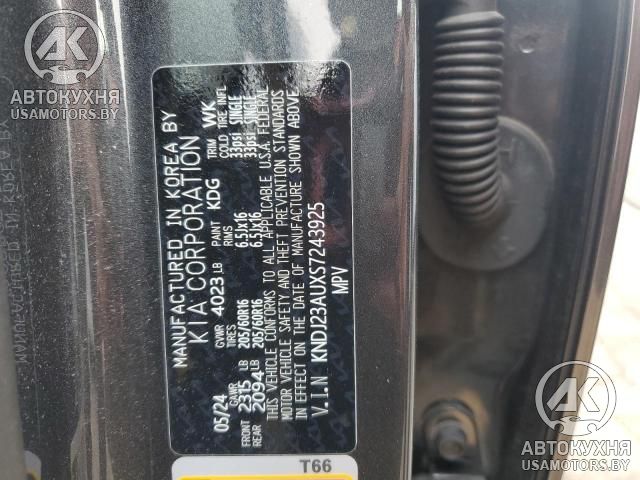 AK
АВТОКУХНЯ
USAMOTORS.BY
MANUFACTURED IN KOREA BY
KIA CORPORATION
05/24 GVWR 4023 LB PAINT KDG TRIM WK
GAWR TIRES RIMS COLD TIRE INFL
FRONT 2315 LB 205/60R16 6.5Jx16 33psi SINGLE
REAR 2094 LB 205/60R16 6.5Jx16 33psi SINGLE
THIS VEHICLE CONFORMS TO ALL APPLICABLE U.S.A. FEDERAL
MOTOR VEHICLE SAFETY AND THEFT PREVENTION STANDARDS
IN EFFECT ON THE DATE OF MANUFACTURE SHOWN ABOVE.
V.I.N KNDJ23AUXS7243925
MPV
T66
AK
АВТОКУХНЯ
USAMOTORS.BY